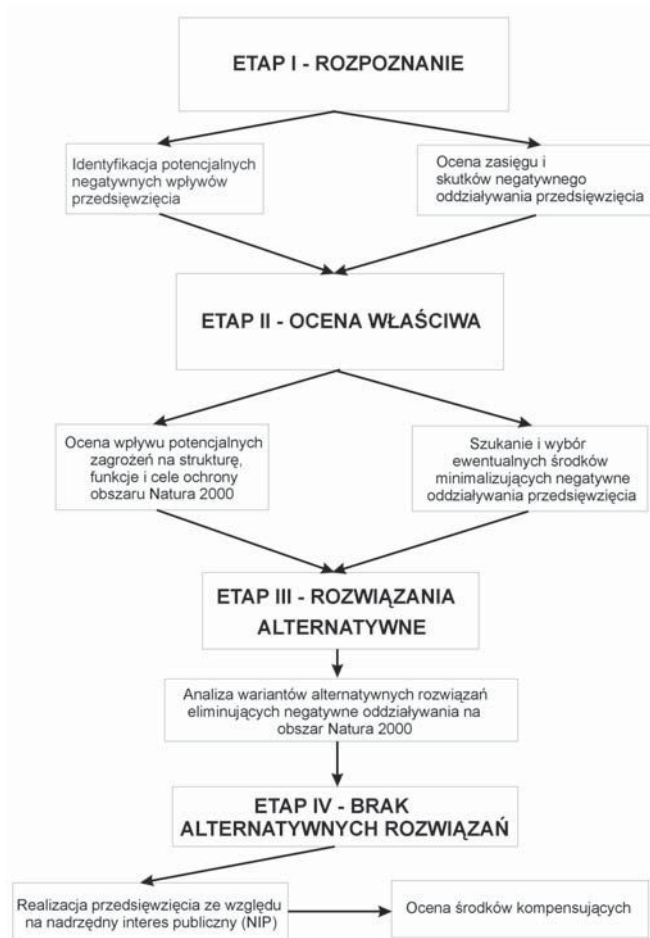 ETAP I - ROZPOZNANIE
Identyfikacja potencjalnych
negatywnych wpływów
przedsięwzięcia
Ocena zasięgu i
skutków negatywnego
oddziaływania przedsięwzięcia
ETAP II - OCENA WŁAŚCIWA
Ocena wpływu potencjalnych
zagrożeń na strukturę,
funkcje i cele ochrony
obszaru Natura 2000
Szukanie i wybór
ewentualnych środków
minimalizujących negatywne
oddziaływania przedsięwzięcia
ETAP III - ROZWIĄZANIA
ALTERNATYWNE
Analiza wariantów alternatywnych rozwiązań
eliminujących negatywne oddziaływania na
obszar Natura 2000
ETAP IV - BRAK
ALTERNATYWNYCH ROZWIĄZAŃ
Realizacja przedsięwzięcia ze względu
na nadrzędny interes publiczny (NIP)
Ocena środków kompensujących